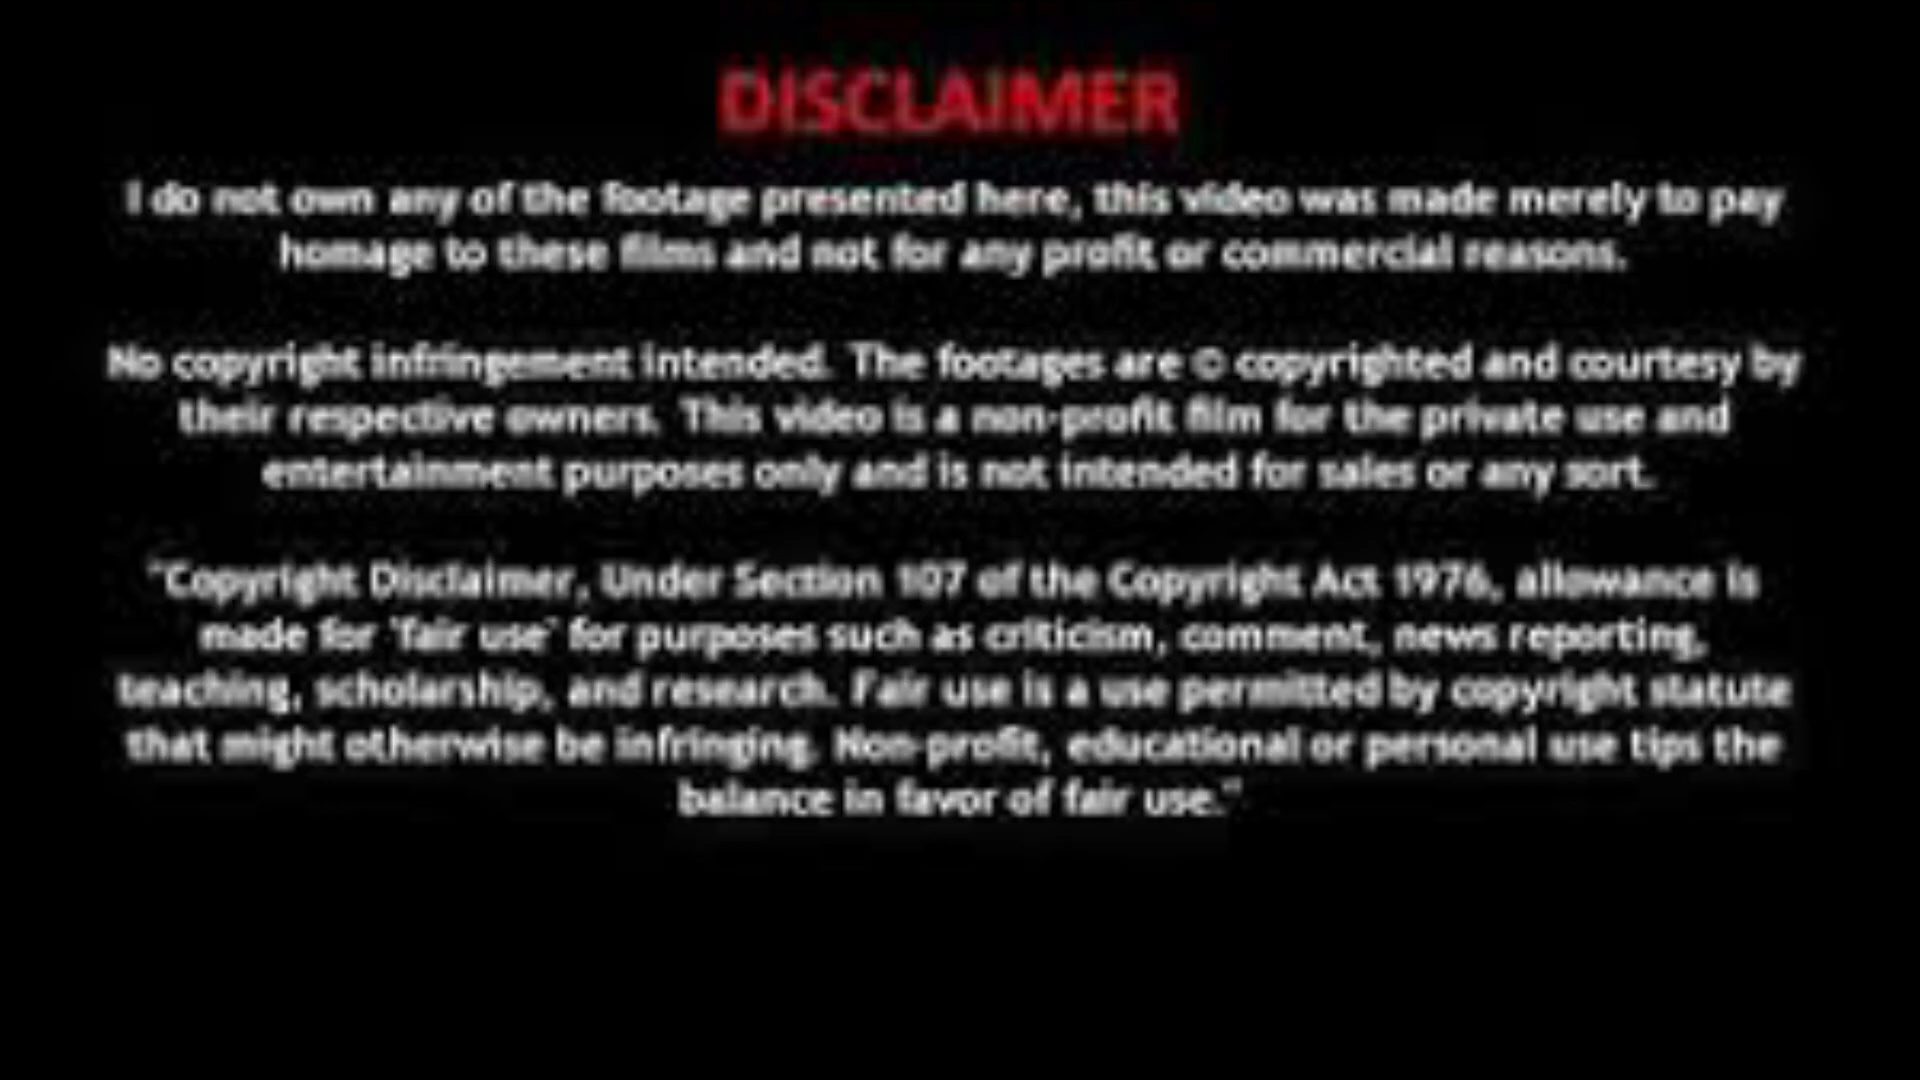 DISCLAIMER
I do not own any of the footage presented here, this video was made merely to pay
homage to these films and not for any profit or commercial reasons.
No copyright infringement intended. The footages are © copyrighted and courtesy by
their respective owners. This video is a non-profit film for the private use and
entertainment purposes only and is not intended for sales or any sort.
"Copyright Disclaimer, Under Section 107 of the Copyright Act 1976, allowance is
made for 'fair use' for purposes such as criticism, comment, news reporting,
teaching, scholarship, and research. Fair use is a use permitted by copyright statute
that might otherwise be infringing. Non-profit, educational or personal use tips the
balance in favor of fair use."